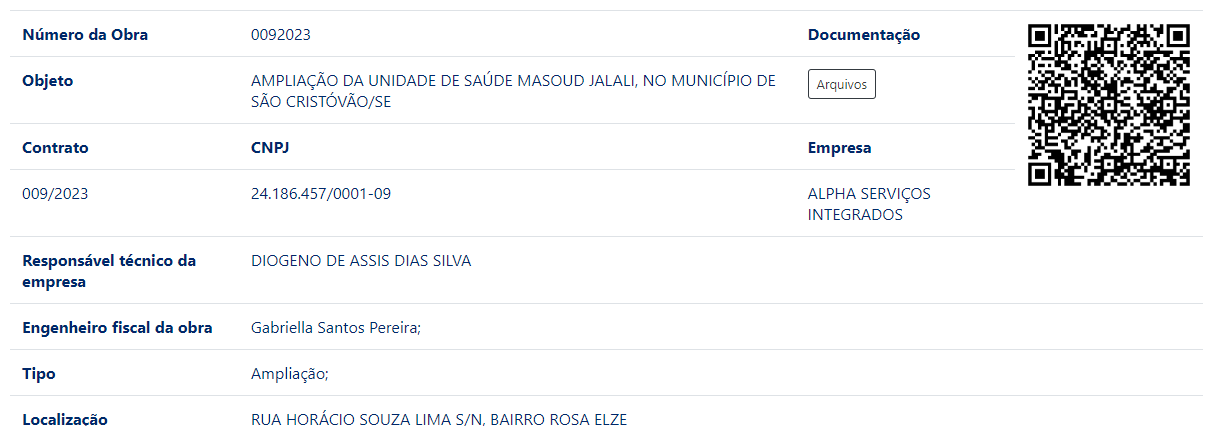 Número da Obra 0092023 Documentação
Objeto AMPLIAÇÃO DA UNIDADE DE SAÚDE MASOUD JALALI, NO MUNICÍPIO DE
SÃO CRISTÓVÃO/SE
Arquivos
Contrato CNPJ Empresa
009/2023 24.186.457/0001-09 ALPHA SERVIÇOS
INTEGRADOS
Responsável técnico da
empresa
DIOGENO DE ASSIS DIAS SILVA
Engenheiro fiscal da obra Gabriella Santos Pereira;
Tipo Ampliação;
Localização RUA HORÁCIO SOUZA LIMA S/N, BAIRRO ROSA ELZE